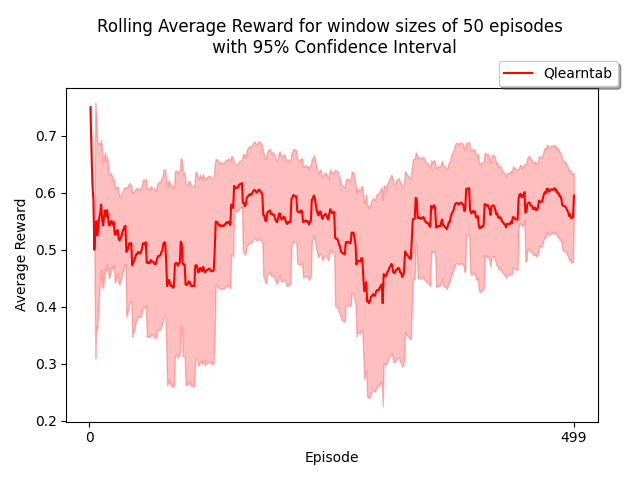 Rolling Average Reward for window sizes of 50 episodes
with 95% Confidence Interval
Qlearntab
0.7
0.6
0.5
0.4
0.3
0.2
Average Reward
0
499
Episode